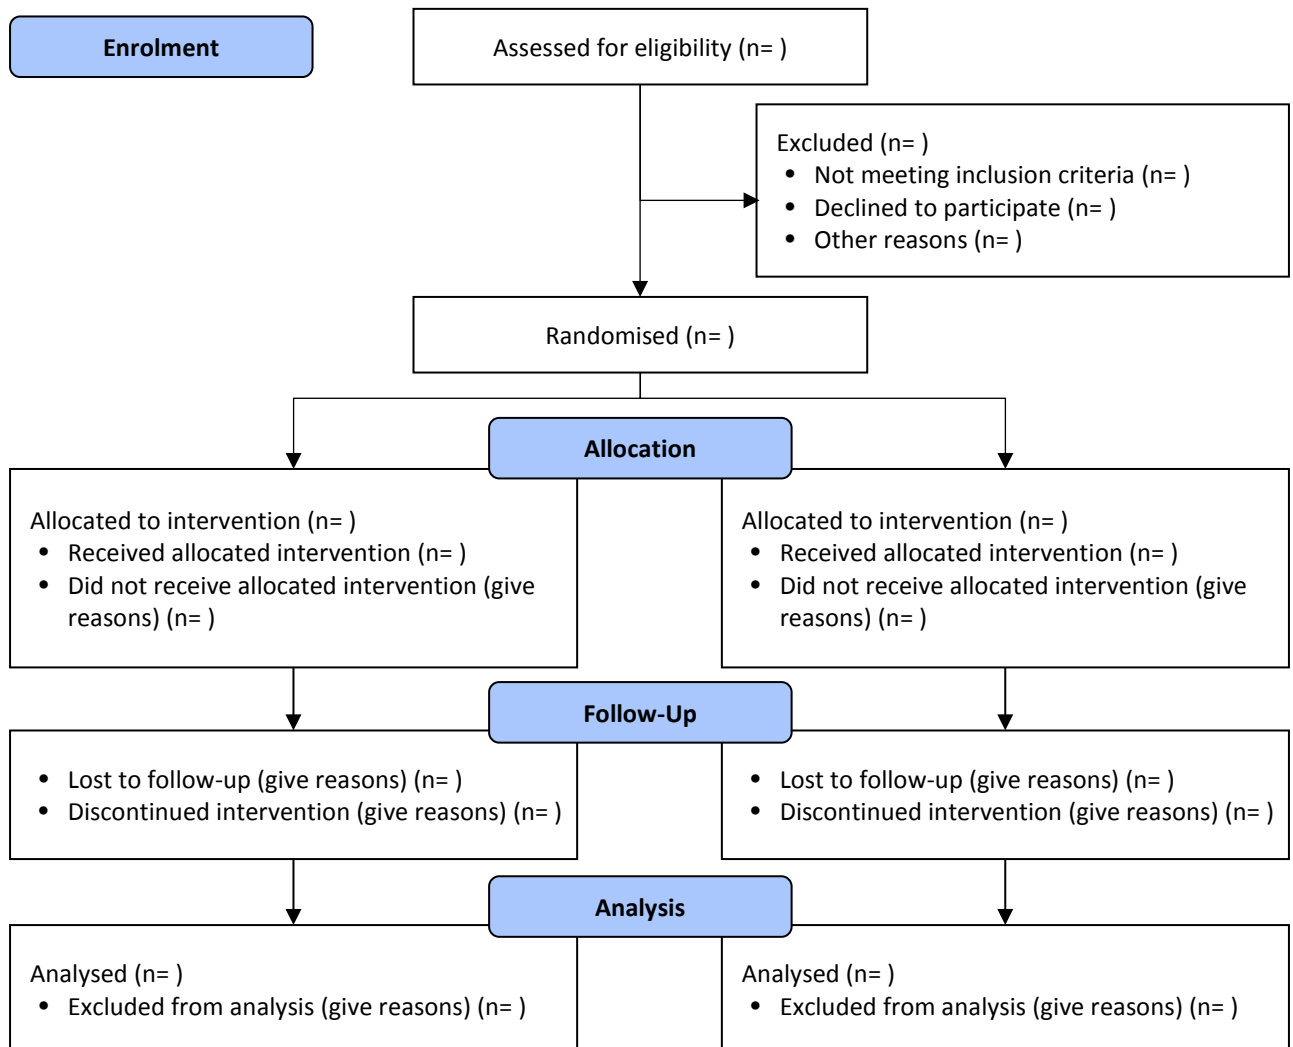 Enrolment
Assessed for eligibility (n= )
Excluded (n= )
• Not meeting inclusion criteria (n= )
• Declined to participate (n= )
• Other reasons (n= )
Randomised (n= )
Allocation
Allocated to intervention (n= )
• Received allocated intervention (n= )
• Did not receive allocated intervention (give
reasons) (n= )
Allocated to intervention (n= )
• Received allocated intervention (n= )
• Did not receive allocated intervention (give
reasons) (n= )
Follow-Up
• Lost to follow-up (give reasons) (n= )
• Discontinued intervention (give reasons) (n= )
• Lost to follow-up (give reasons) (n= )
• Discontinued intervention (give reasons) (n= )
Analysis
Analysed (n= )
• Excluded from analysis (give reasons) (n= )
Analysed (n= )
• Excluded from analysis (give reasons) (n= )